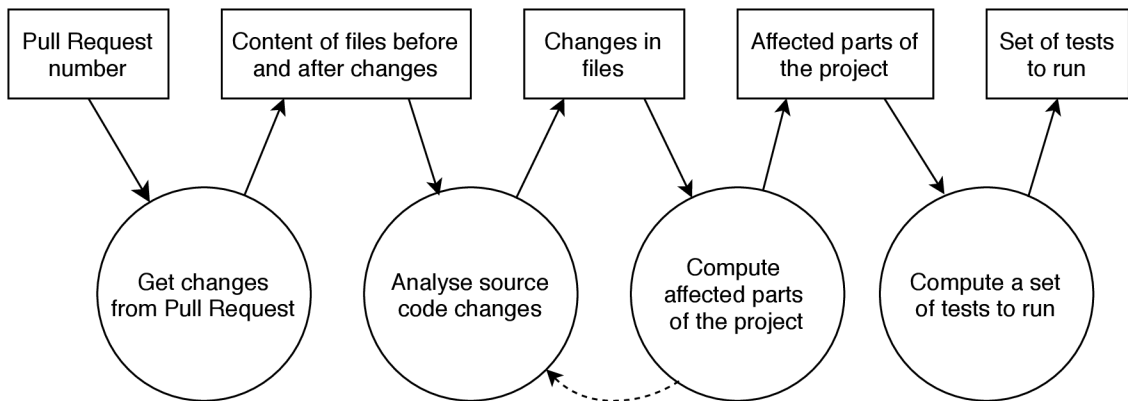 Pull Request
number
Content of files before
and after changes
Changes in
files
Affected parts of
the project
Set of tests
to run
Get changes
from Pull Request
Analyse source
code changes
Compute
affected parts
of the project
Compute a set
of tests to run